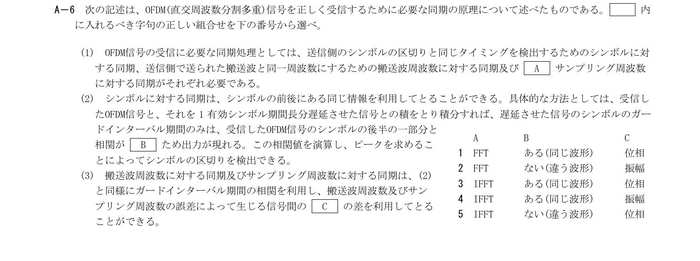 A－6　次の記述は、OFDM(直交周波数分割多重)信号を正しく受信するために必要な同期の原理について述べたものである。　　　内
に入れるべき字句の正しい組合せを下の番号から選べ。
(1)　OFDM信号の受信に必要な同期処理としては、送信側のシンボルの区切りと同じタイミングを検出するためのシンボルに対
する同期、送信側で送られた搬送波と同一周波数にするための搬送波周波数に対する同期及び　A　サンプリング周波数
に対する同期がそれぞれ必要である。
(2)　シンボルに対する同期は、シンボルの前後にある同じ情報を利用してとることができる。具体的な方法としては、受信し
たOFDM信号と、それを1有効シンボル期間長分遅延させた信号との積をとり積分すれば、遅延させた信号のシンボルのガー
ドインターバル期間のみは、受信したOFDM信号のシンボルの後半の一部分と
相関が　B　ため出力が現れる。この相関値を演算し、ピークを求めるこ
とによってシンボルの区切りを検出できる。
(3)　搬送波周波数に対する同期及びサンプリング周波数に対する同期は、(2)
と同様にガードインターバル期間の相関を利用し、搬送波周波数及びサン
プリング周波数の誤差によって生じる信号間の　C　の差を利用してとる
ことができる。
A　B　C
1　FFT　ある(同じ波形)　位相
2　FFT　ない(違う波形)　振幅
3　IFFT　ある(同じ波形)　位相
4　IFFT　ある(同じ波形)　振幅
5　IFFT　ない(違う波形)　位相